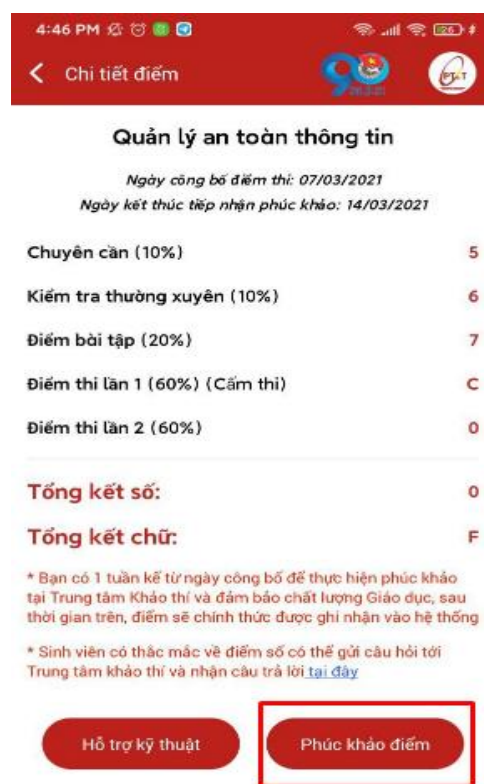 4:46 PM
Chi tiết điểm
Quản lý an toàn thông tin
Ngày công bố điểm thi: 07/03/2021
Ngày kết thúc tiếp nhận phúc khảo: 14/03/2021
Chuyên cần (10%) 5
Kiểm tra thường xuyên (10%) 6
Điểm bài tập (20%) 7
Điểm thi lần 1 (60%) (Cấm thi) C
Điểm thi lần 2 (60%) 0
Tổng kết số: 0
Tổng kết chữ: F
* Bạn có 1 tuần kể từ ngày công bố để thực hiện phúc khảo
tại Trung tâm Khảo thí và đảm bảo chất lượng Giáo dục, sau
thời gian trên, điểm sẽ chính thức được ghi nhận vào hệ thống
* Sinh viên có thắc mắc về điểm số có thể gửi câu hỏi tới
Trung tâm khảo thí và nhận câu trả lời tại đây
Hỗ trợ kỹ thuật
Phúc khảo điểm